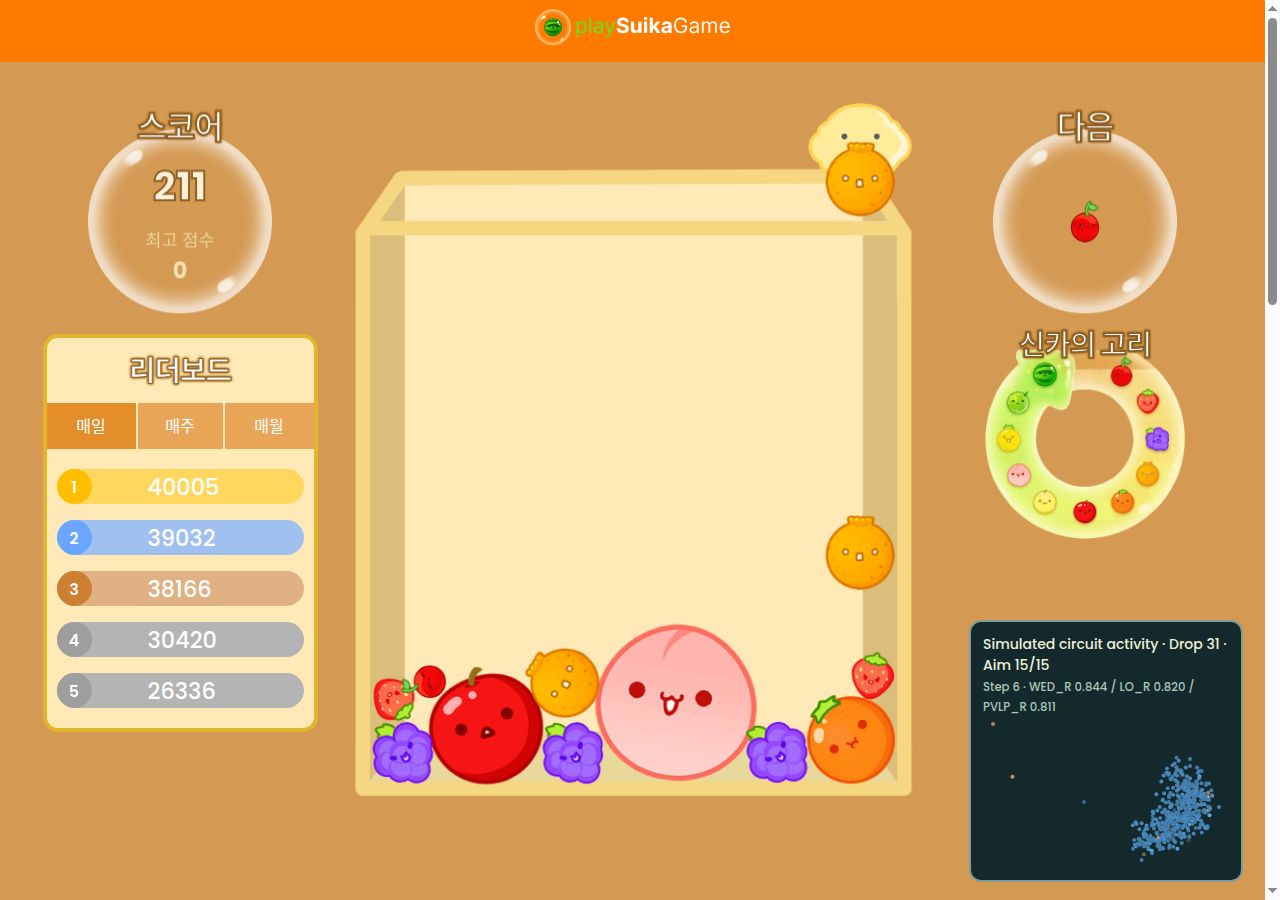 playSuikaGame
스코어
211
최고 점수
0
다음
신카의 고리
리더보드
매일 매주 매월
1 40005
2 39032
3 38166
4 30420
5 26336
Simulated circuit activity · Drop 31 ·
Aim 15/15
Step 6 · WED_R 0.844 / LO_R 0.820 /
PVLP_R 0.811